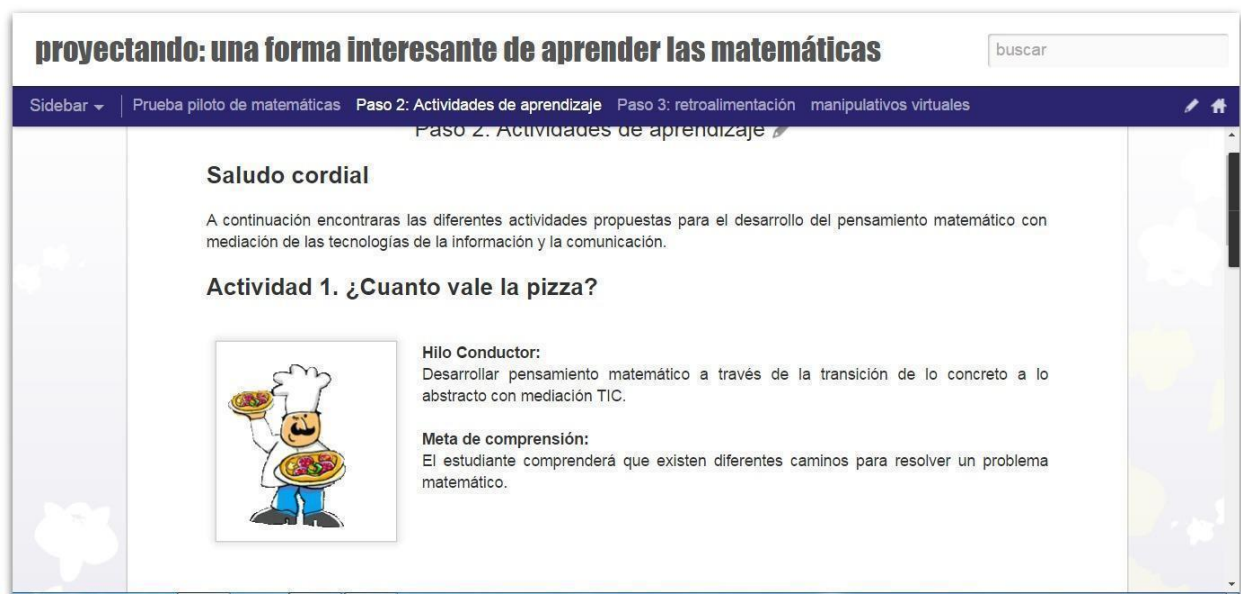 proyectando: una forma interesante de aprender las matemáticas
buscar
Sidebar
Prueba piloto de matemáticas Paso 2: Actividades de aprendizaje Paso 3: retroalimentación manipulativos virtuales
Paso 2: Actividades de aprendizaje
Saludo cordial
A continuación encontraras las diferentes actividades propuestas para el desarrollo del pensamiento matemático con
mediación de las tecnologías de la información y la comunicación.
Actividad 1. ¿Cuanto vale la pizza?
Hilo Conductor:
Desarrollar pensamiento matemático a través de la transición de lo concreto a lo
abstracto con mediación TIC.
Meta de comprensión:
El estudiante comprenderá que existen diferentes caminos para resolver un problema
matemático.